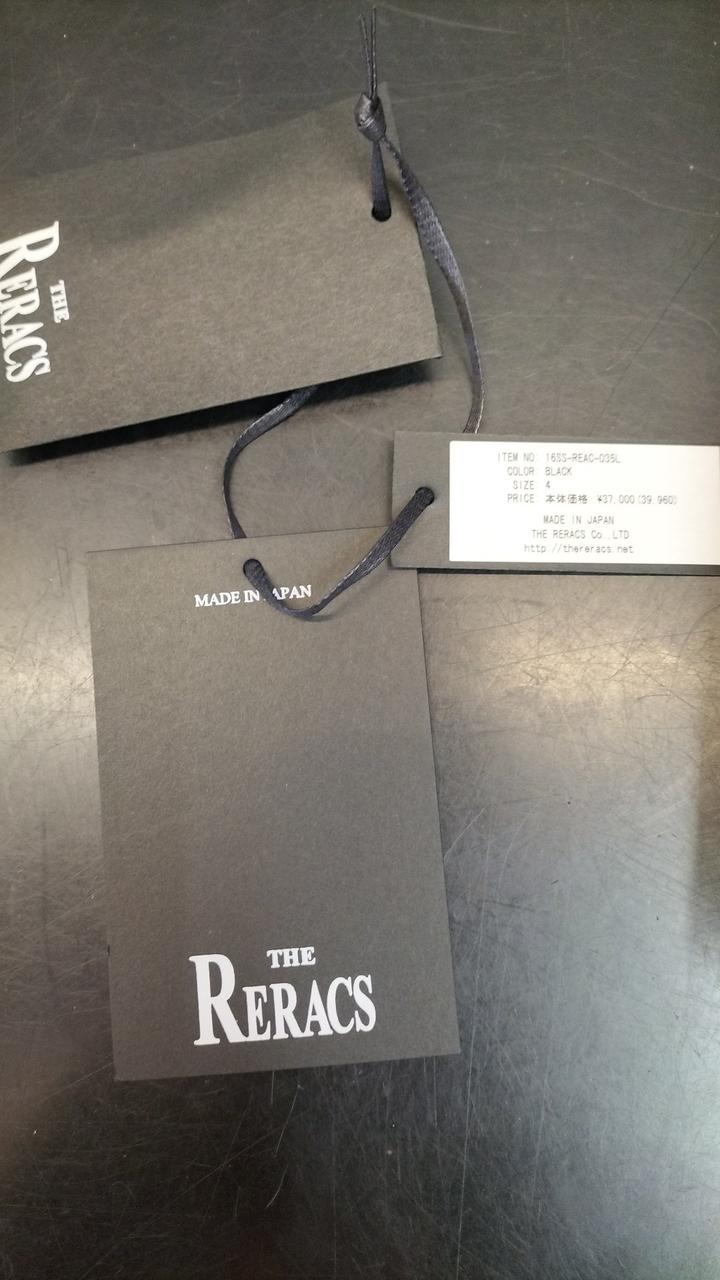 THE
RERACS
ITEM NO: 16SS-REAC-035L
COLOR: BLACK
SIZE: 4
PRICE: 本体価格 ¥37,000(39,960)
MADE IN JAPAN
THE RERACS Co.,LTD
http://thereracs.net
MADE IN JAPAN
THE
RERACS